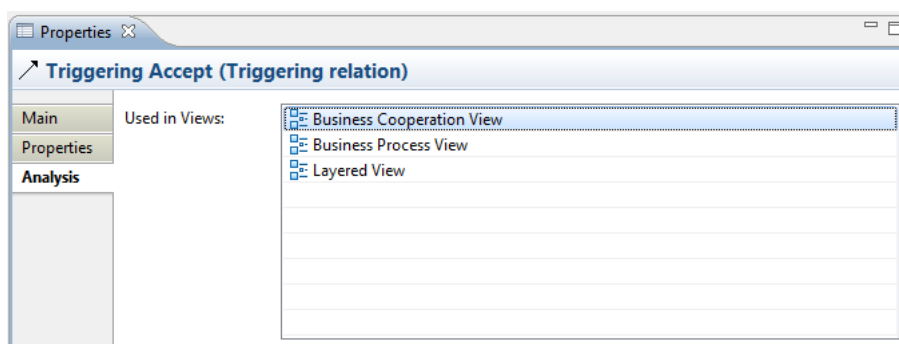 Properties
Triggering Accept (Triggering relation)
Main
Used in Views:
Business Cooperation View
Properties
Business Process View
Analysis
Layered View